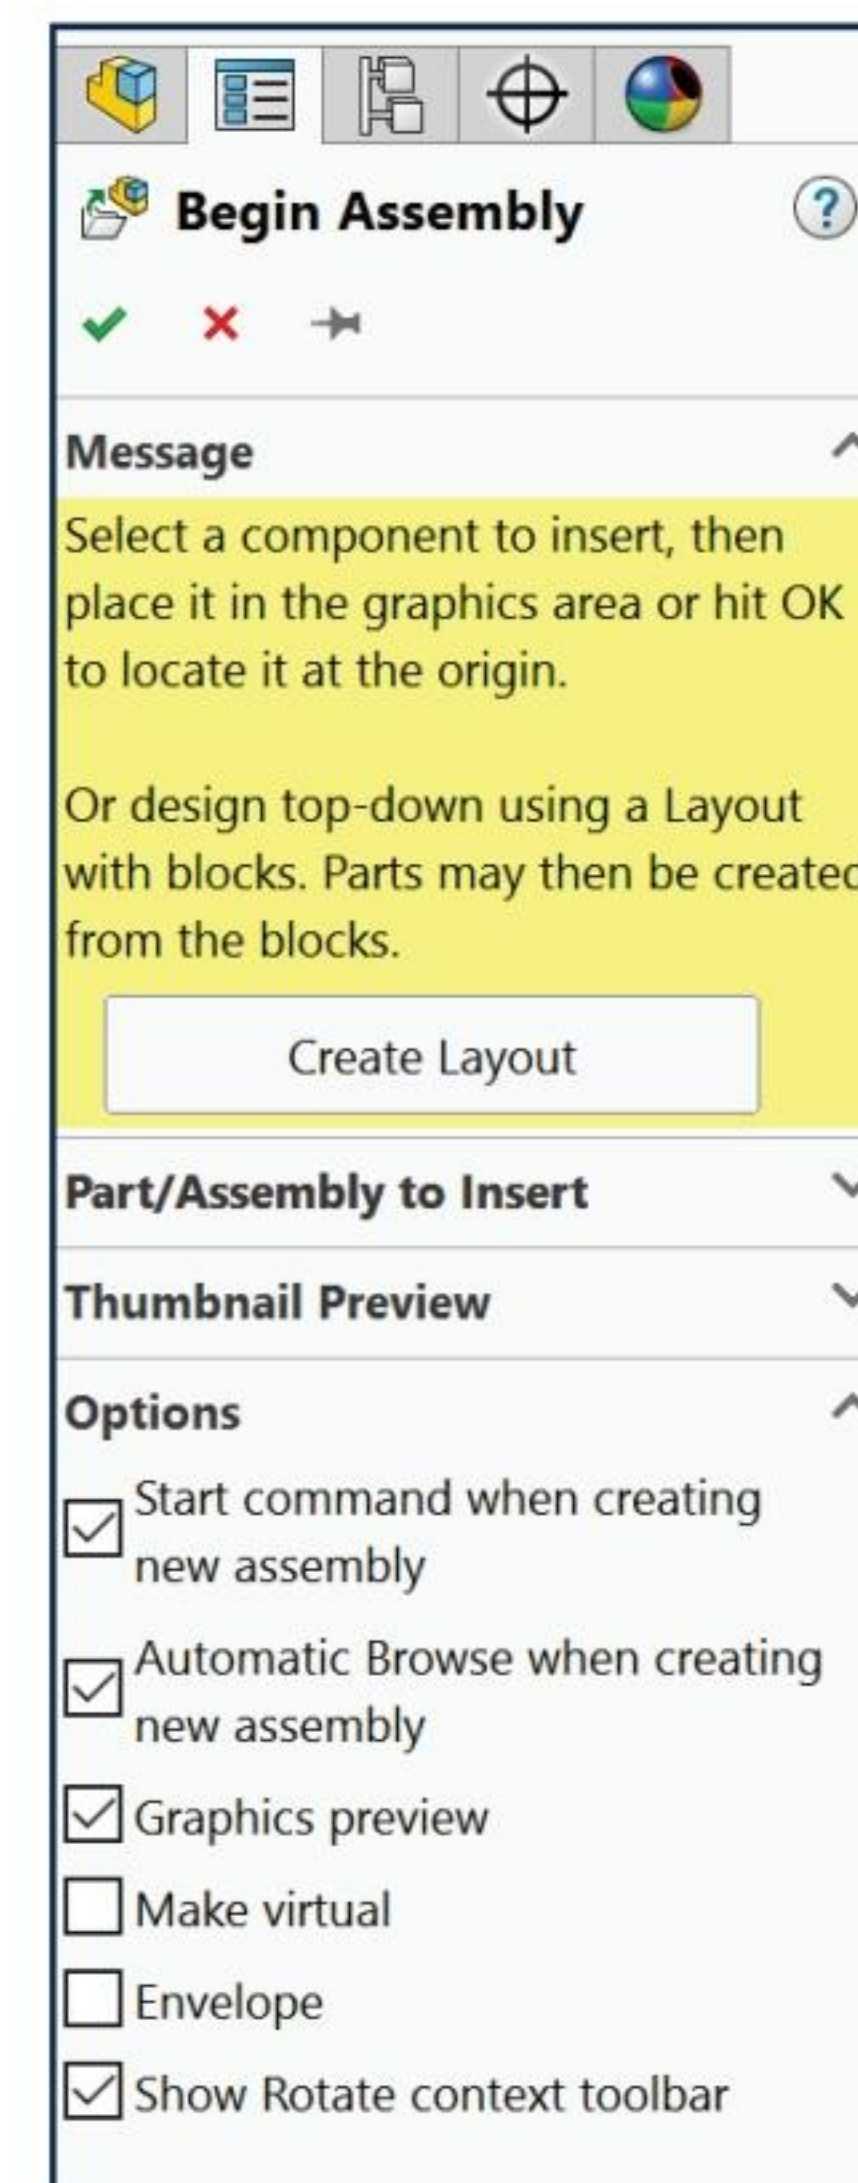 Begin Assembly
?
Message
Select a component to insert, then
place it in the graphics area or hit OK
to locate it at the origin.
Or design top-down using a Layout
with blocks. Parts may then be created
from the blocks.
Create Layout
Part/Assembly to Insert
Thumbnail Preview
Options
Start command when creating
new assembly
Automatic Browse when creating
new assembly
Graphics preview
Make virtual
Envelope
Show Rotate context toolbar